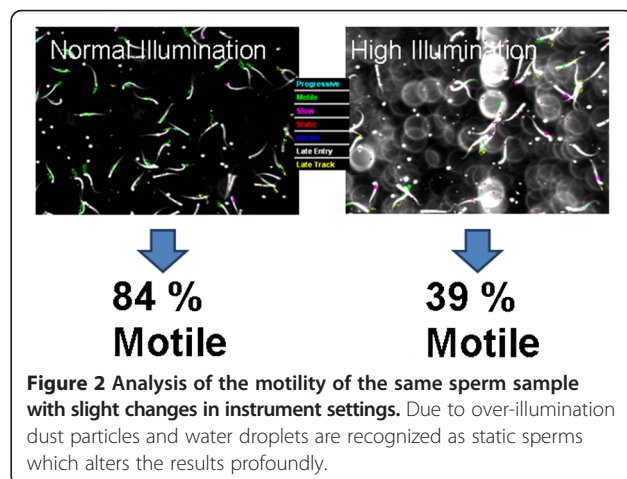 Normal Illumination
High Illumination
Progressive
Motile
Slow
Static
Border
Late Entry
Late Track
84 %
Motile
39 %
Motile
Figure 2 Analysis of the motility of the same sperm sample
with slight changes in instrument settings. Due to over-illumination
dust particles and water droplets are recognized as static sperms
which alters the results profoundly.